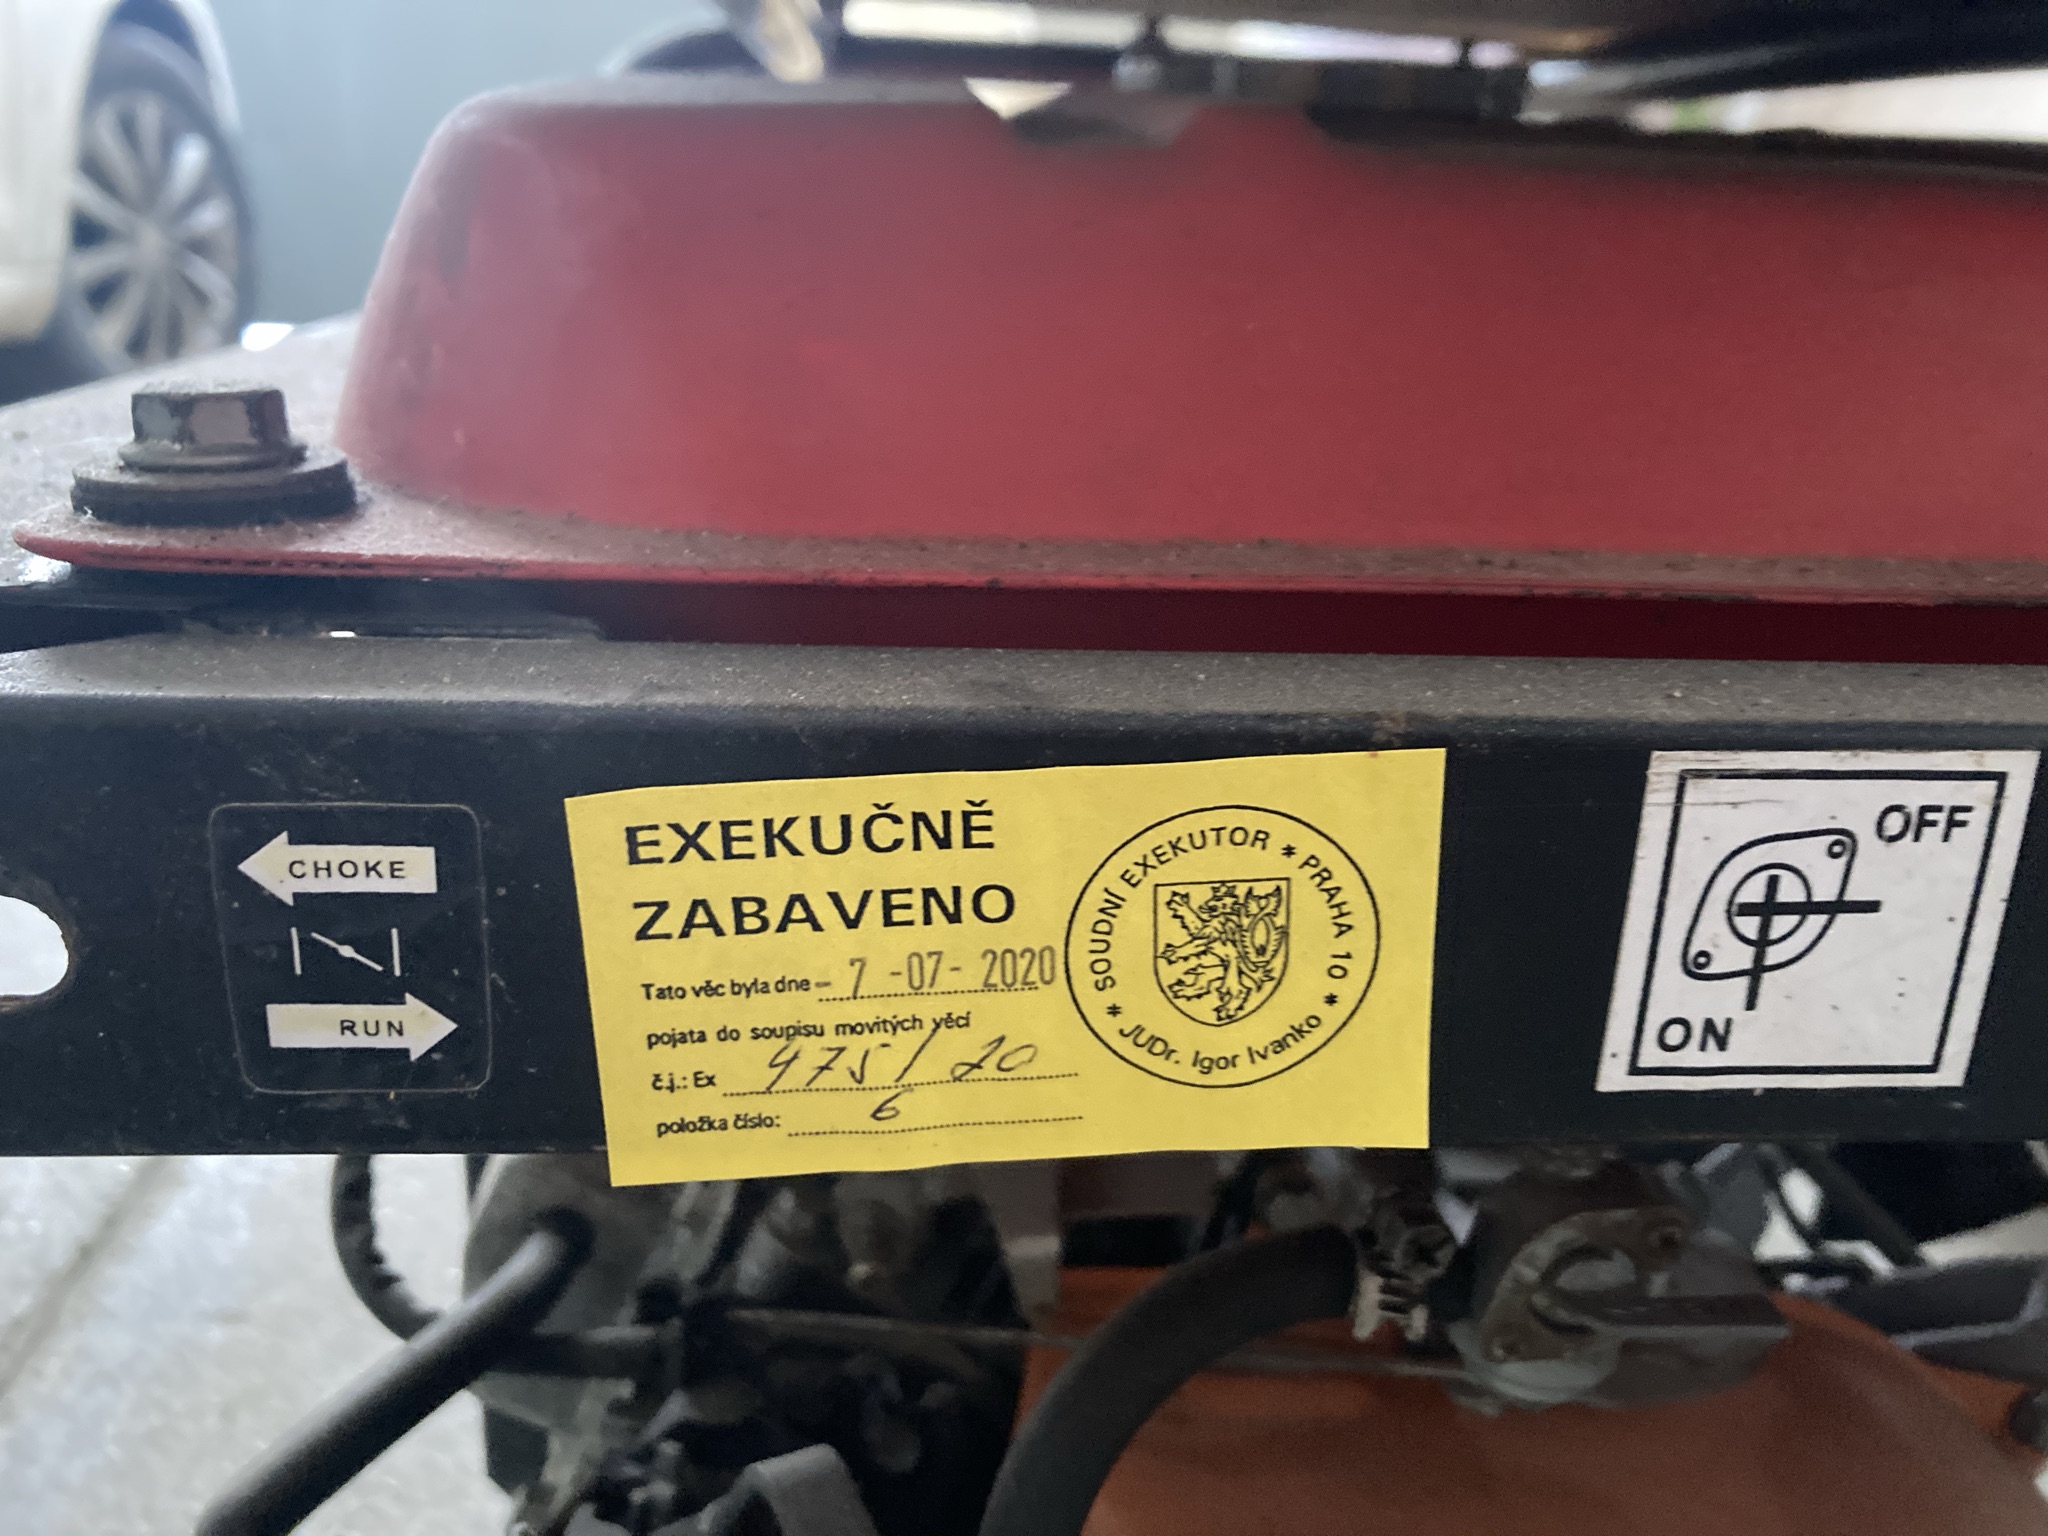 CHOKE
RUN
EXEKUČNĚ
ZABAVENO
Tato věc byla dne - 7 -07- 2020
pojata do soupisu movitých věcí
č.j.: Ex 475/20
položka číslo: 6
* SOUDNÍ EXEKUTOR * PRAHA 10 *
JUDr. Igor Ivanko
OFF
ON